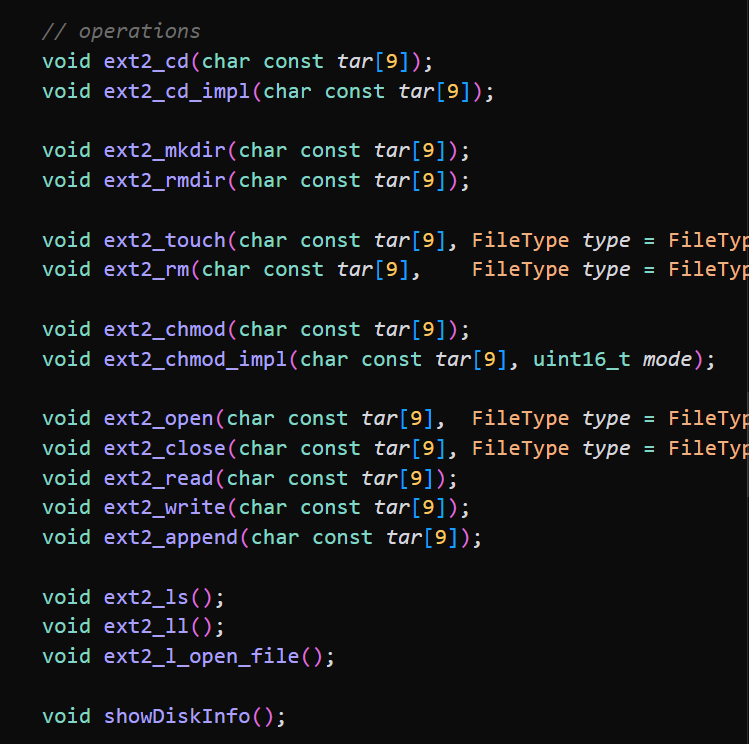 // operations
void ext2_cd(char const tar[9]);
void ext2_cd_impl(char const tar[9]);
void ext2_mkdir(char const tar[9]);
void ext2_rmdir(char const tar[9]);
void ext2_touch(char const tar[9], FileType type = FileTyp
void ext2_rm(char const tar[9],    FileType type = FileTyp
void ext2_chmod(char const tar[9]);
void ext2_chmod_impl(char const tar[9], uint16_t mode);
void ext2_open(char const tar[9],  FileType type = FileTyp
void ext2_close(char const tar[9], FileType type = FileTyp
void ext2_read(char const tar[9]);
void ext2_write(char const tar[9]);
void ext2_append(char const tar[9]);
void ext2_ls();
void ext2_ll();
void ext2_l_open_file();
void showDiskInfo();